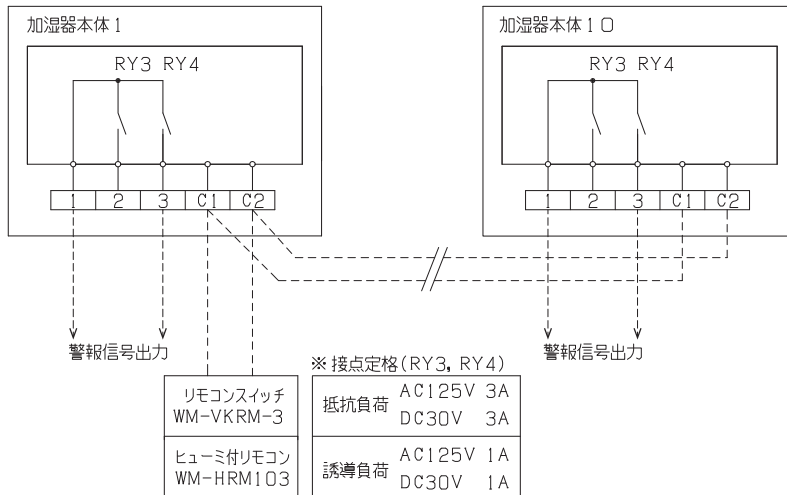 加湿器本体1
加湿器本体10
RY3 RY4
RY3 RY4
1 2 3 C1 C2
1 2 3 C1 C2
警報信号出力
警報信号出力
リモコンスイッチ
WM-VKRM-3
ヒューミ付リモコン
WM-HRM103
※接点定格(RY3, RY4)
抵抗負荷 AC125V 3A
DC30V 3A
誘導負荷 AC125V 1A
DC30V 1A